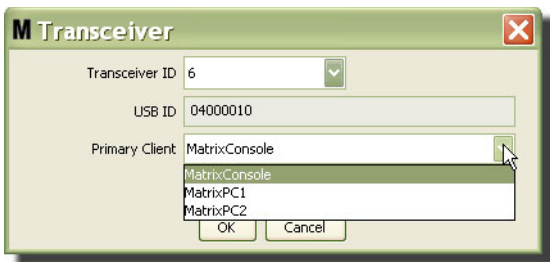 M Transceiver
Transceiver ID 6
USB ID 04000010
Primary Client MatrixConsole
MatrixConsole
MatrixPC1
MatrixPC2
OK Cancel